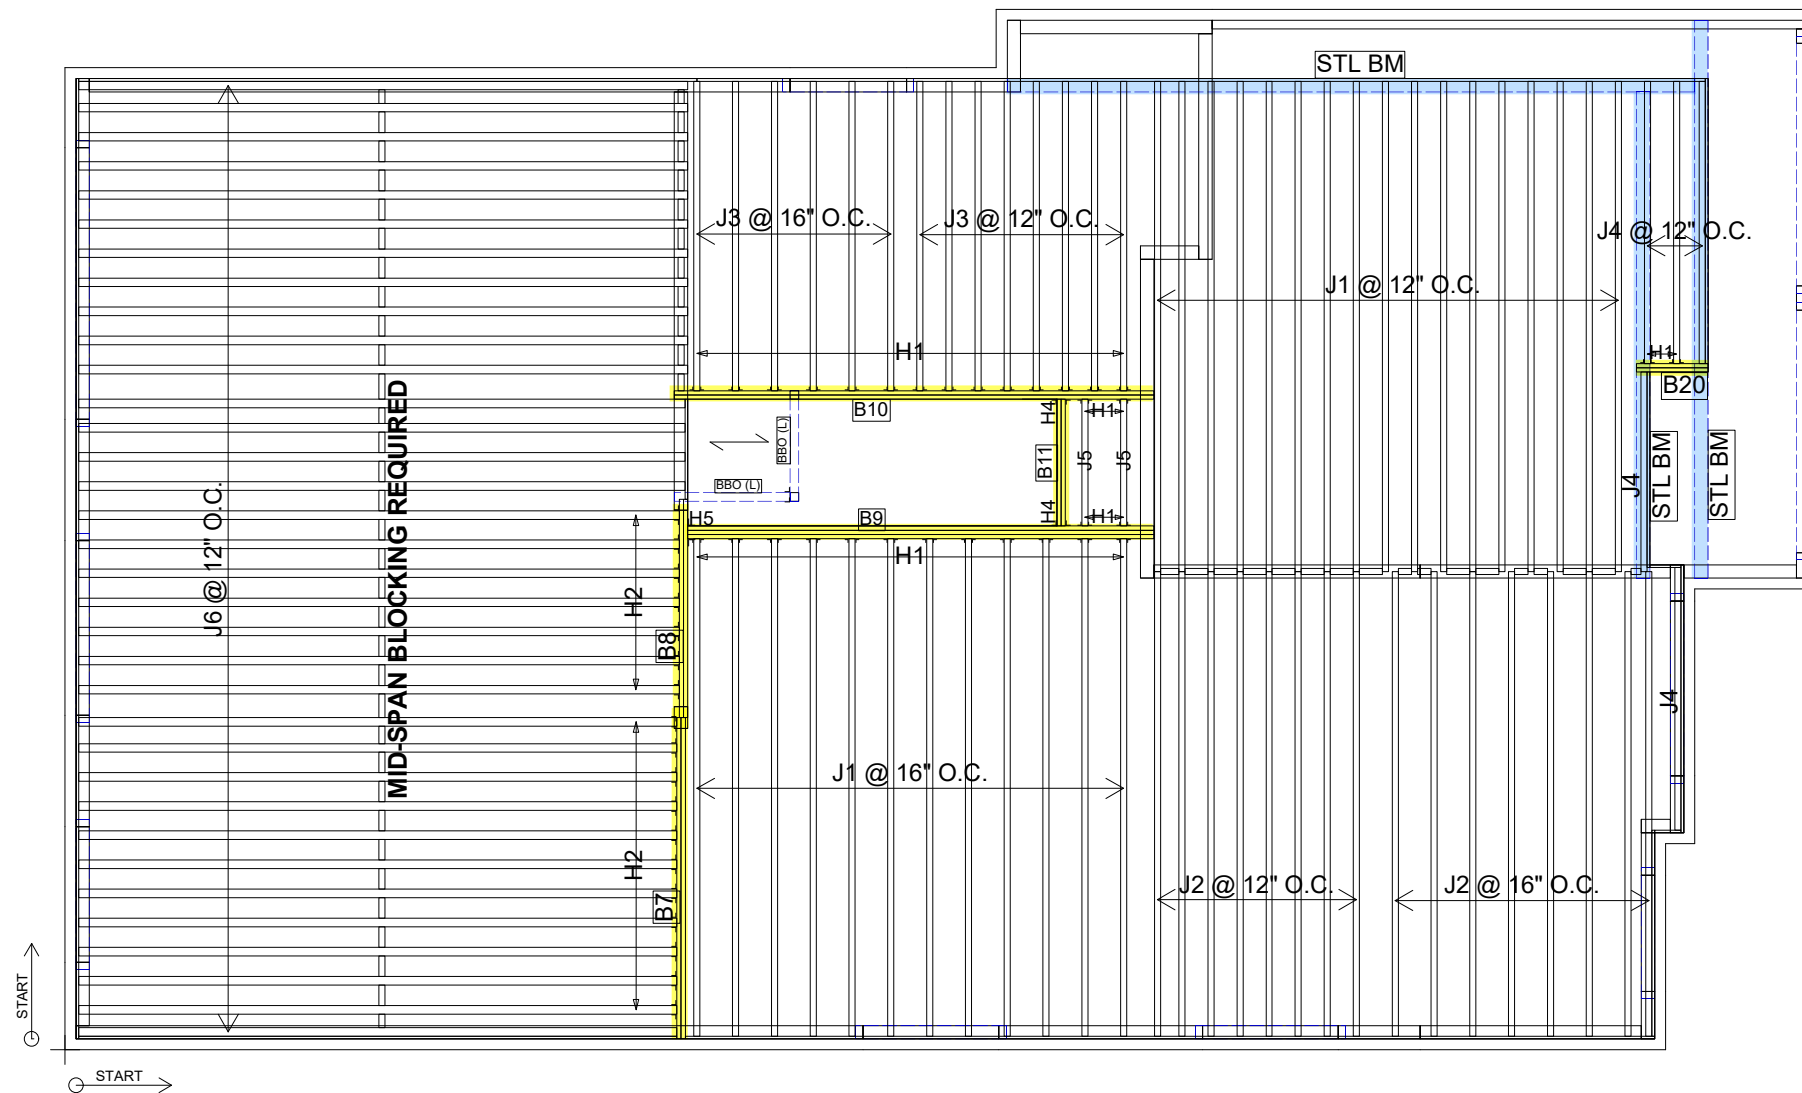 STL BM
J3 @ 16" O.C.
J3 @ 12" O.C.
J4 @ 12" O.C.
J1 @ 12" O.C.
H1
H1
B20
B10
H4
H1
BBO (L)
B11
J5
J5
STL BM
STL BM
J4
BBO (L)
H5
B9
H4
H1
H1
J6 @ 12" O.C.
MID-SPAN BLOCKING REQUIRED
H2
B8
J4
J1 @ 16" O.C.
H2
B7
J2 @ 12" O.C.
J2 @ 16" O.C.
START
START